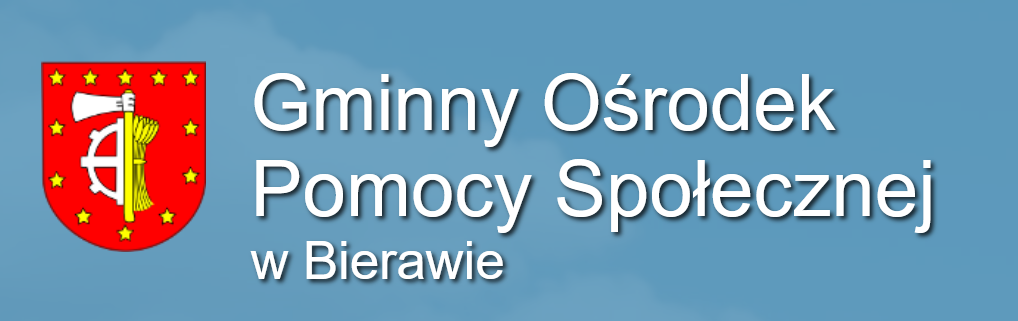 Gminny Ośrodek
Pomocy Społecznej
w Bierawie